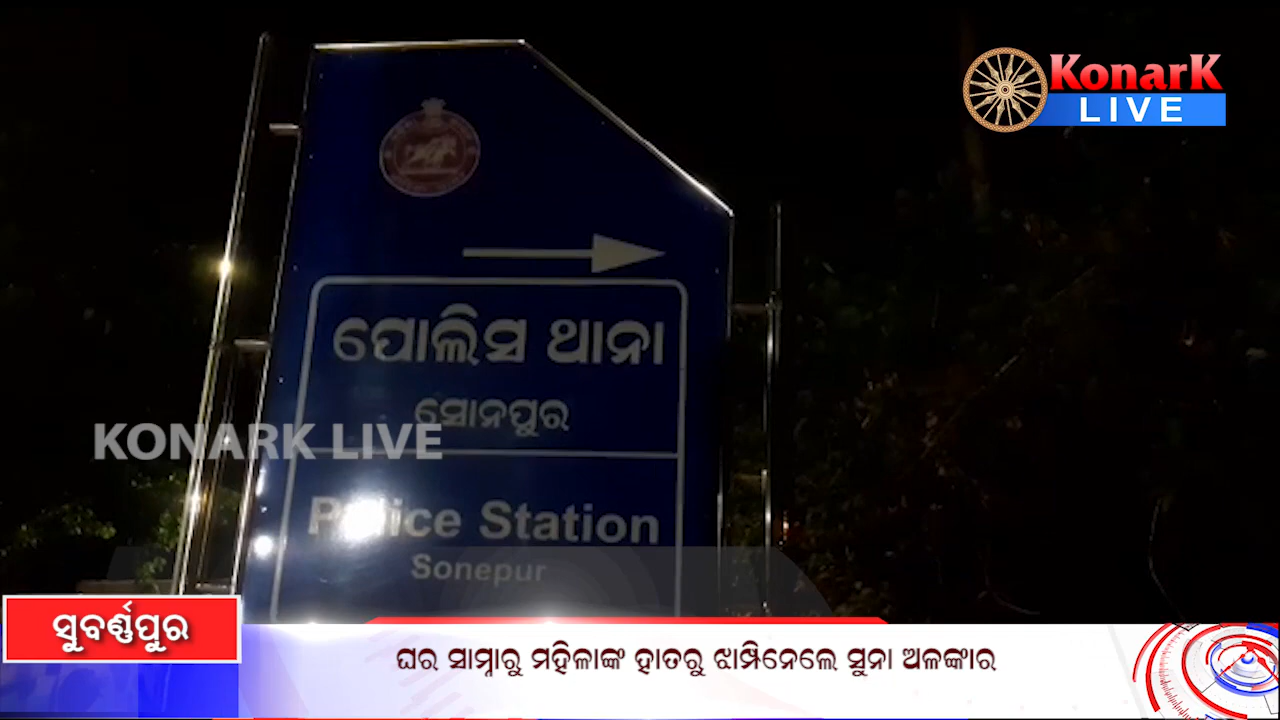 KonarK
LIVE
ପୋଲିସ ଥାନା
ସୋନପୁର
KONARK LIVE
Police Station
Sonepur
ସୁବର୍ଣ୍ଣପୁର
ଘର ସାମ୍ନାରୁ ମହିଳାଙ୍କ ହାତରୁ ଝାମ୍ପିନେଲେ ସୁନା ଅଳଙ୍କାର